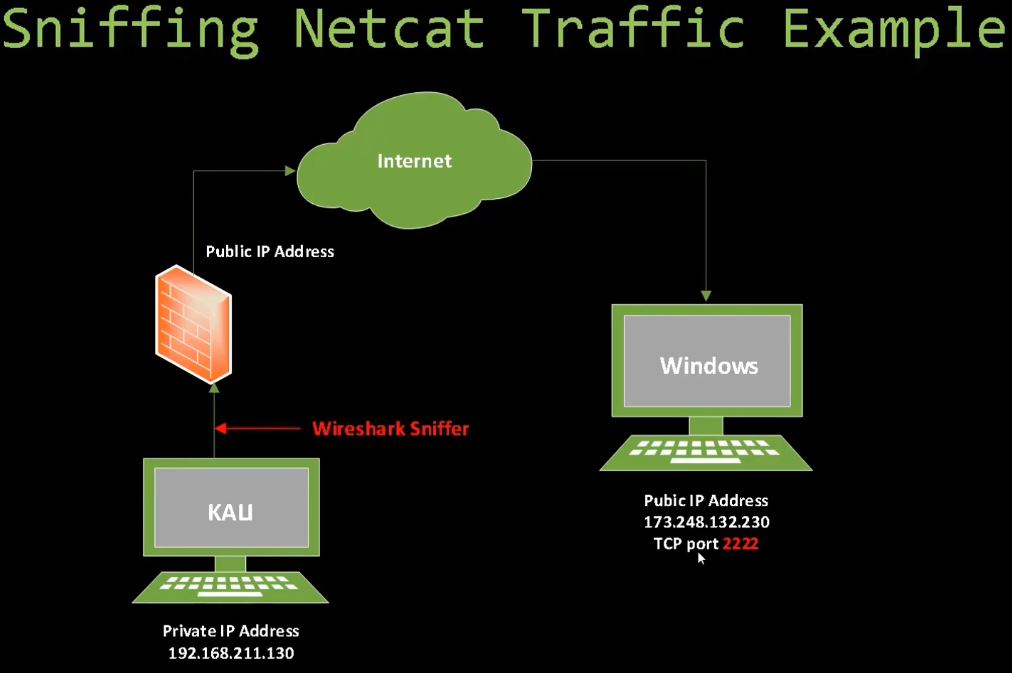 Sniffing Netcat Traffic Example
Internet
Public IP Address
Windows
Wireshark Sniffer
KALI
Pubic IP Address
173.248.132.230
TCP port 2222
Private IP Address
192.168.211.130